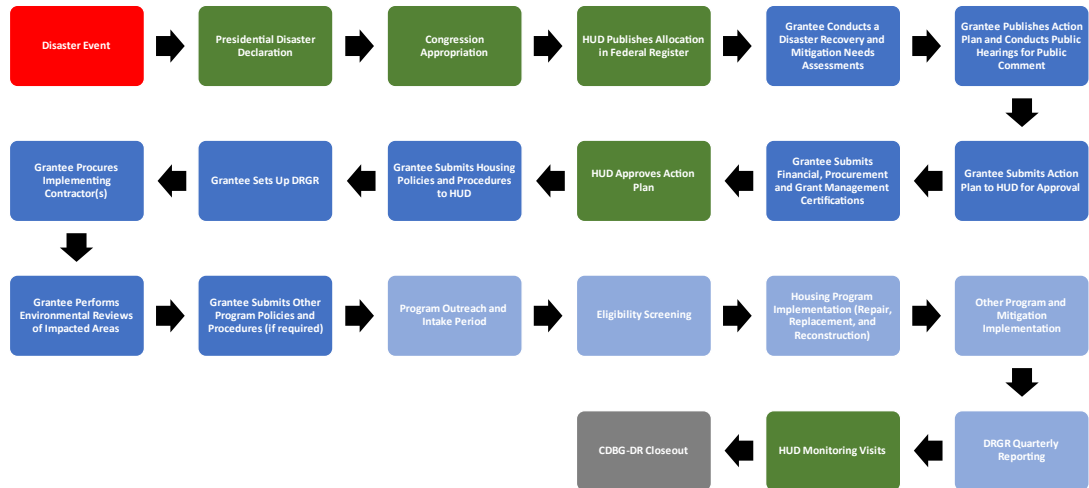 Disaster Event
Presidential Disaster
Declaration
Congression
Appropriation
HUD Publishes Allocation
in Federal Register
Grantee Conducts a
Disaster Recovery and
Mitigation Needs
Assessments
Grantee Publishes Action
Plan and Conducts Public
Hearings for Public
Comment
Grantee Submits Action
Plan to HUD for Approval
Grantee Submits
Financial, Procurement
and Grant Management
Certifications
HUD Approves Action
Plan
Grantee Submits Housing
Policies and Procedures
to HUD
Grantee Sets Up DRGR
Grantee Procures
Implementing
Contractor(s)
Grantee Performs
Environmental Reviews
of Impacted Areas
Grantee Submits Other
Program Policies and
Procedures (if required)
Program Outreach and
Intake Period
Eligibility Screening
Housing Program
Implementation (Repair,
Replacement, and
Reconstruction)
Other Program and
Mitigation
Implementation
DRGR Quarterly
Reporting
HUD Monitoring Visits
CDBG-DR Closeout